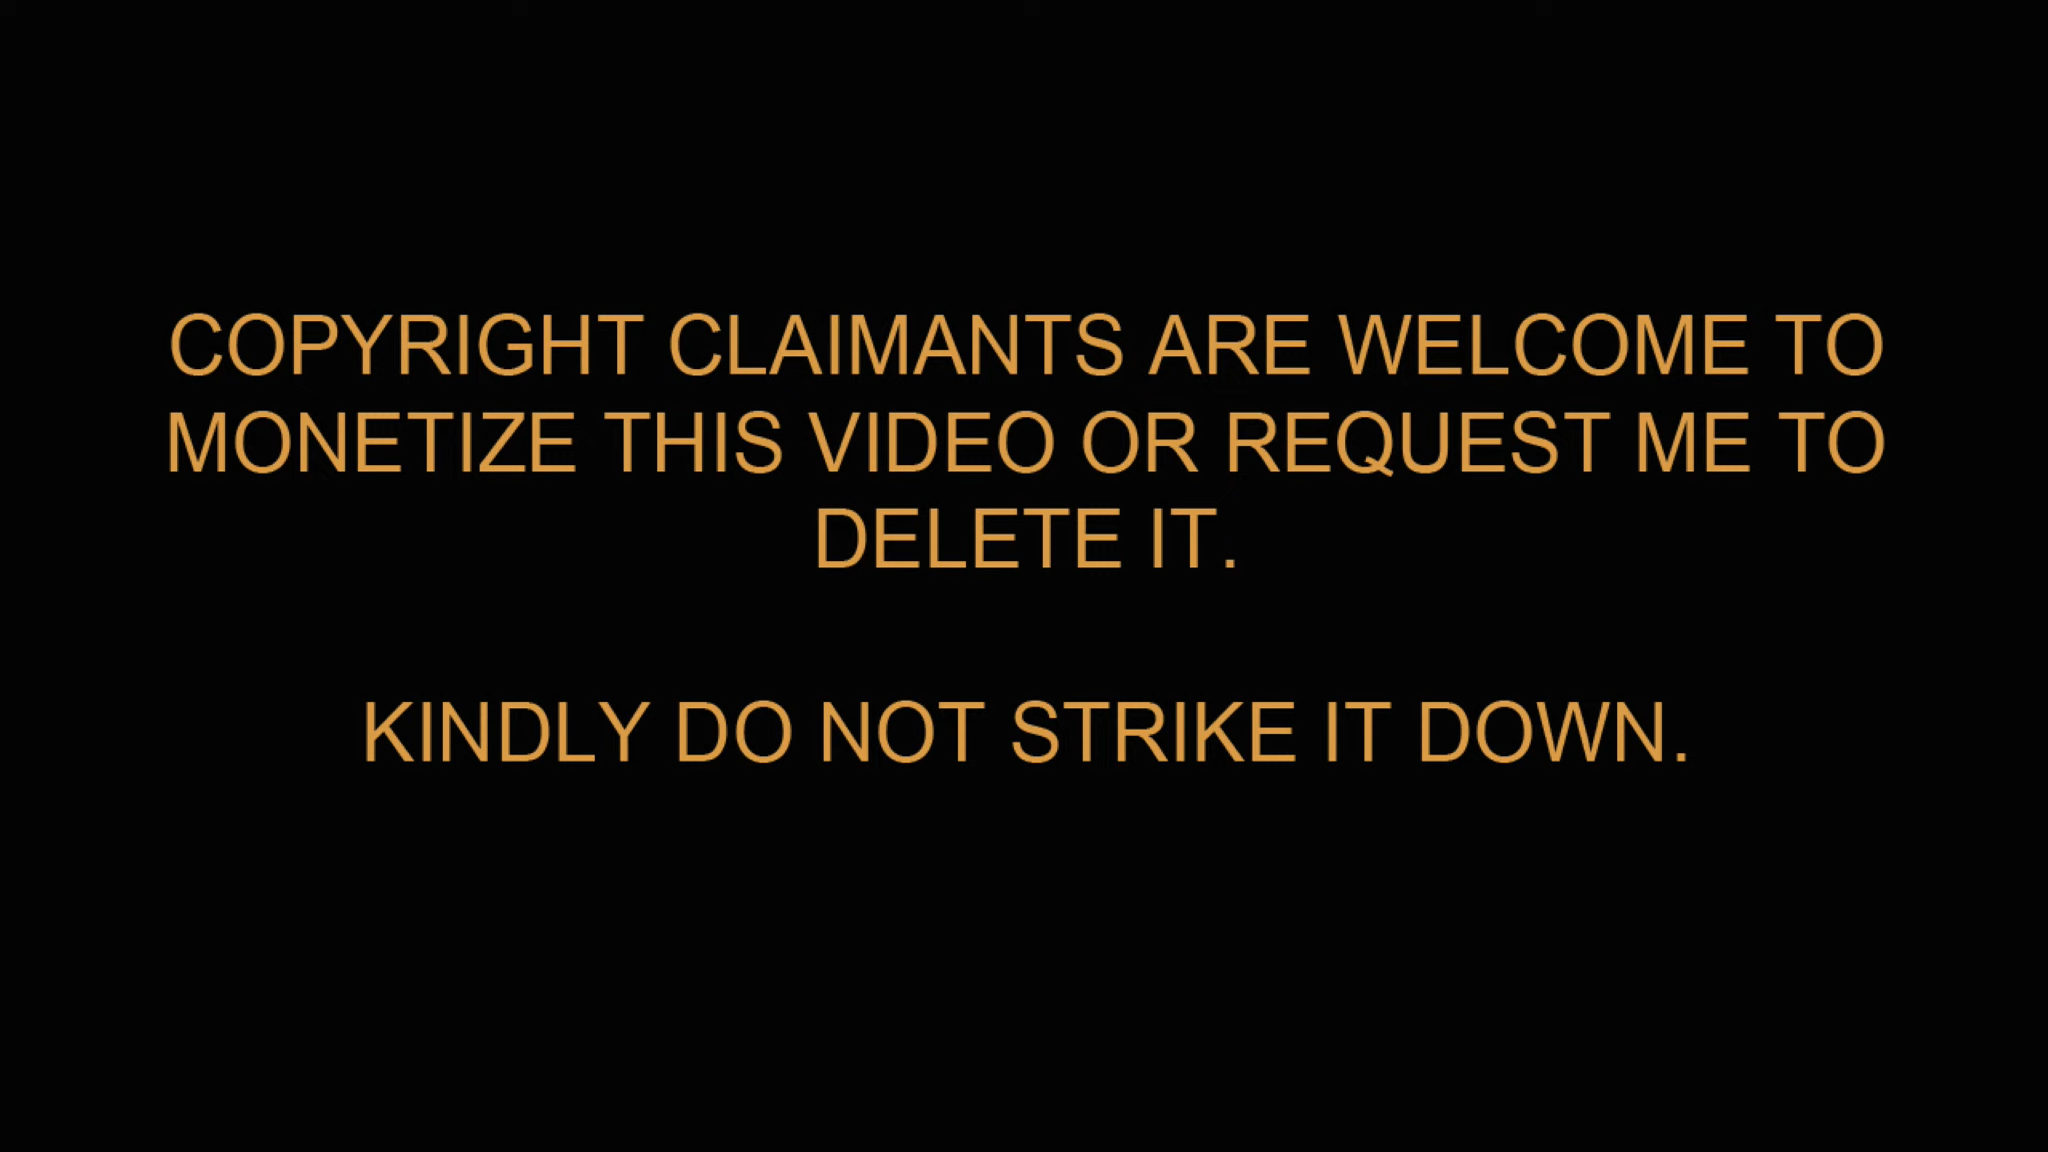 COPYRIGHT CLAIMANTS ARE WELCOME TO
MONETIZE THIS VIDEO OR REQUEST ME TO
DELETE IT.
KINDLY DO NOT STRIKE IT DOWN.